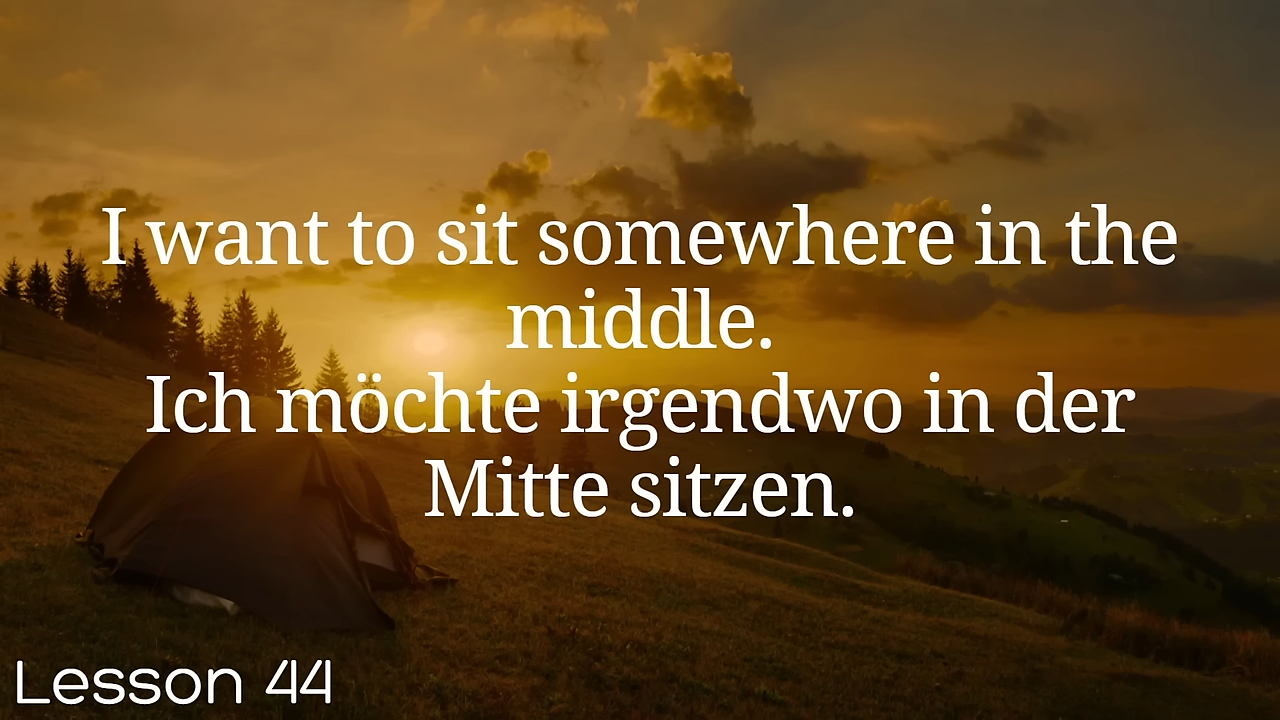 I want to sit somewhere in the
middle.
Ich möchte irgendwo in der
Mitte sitzen.
Lesson 44